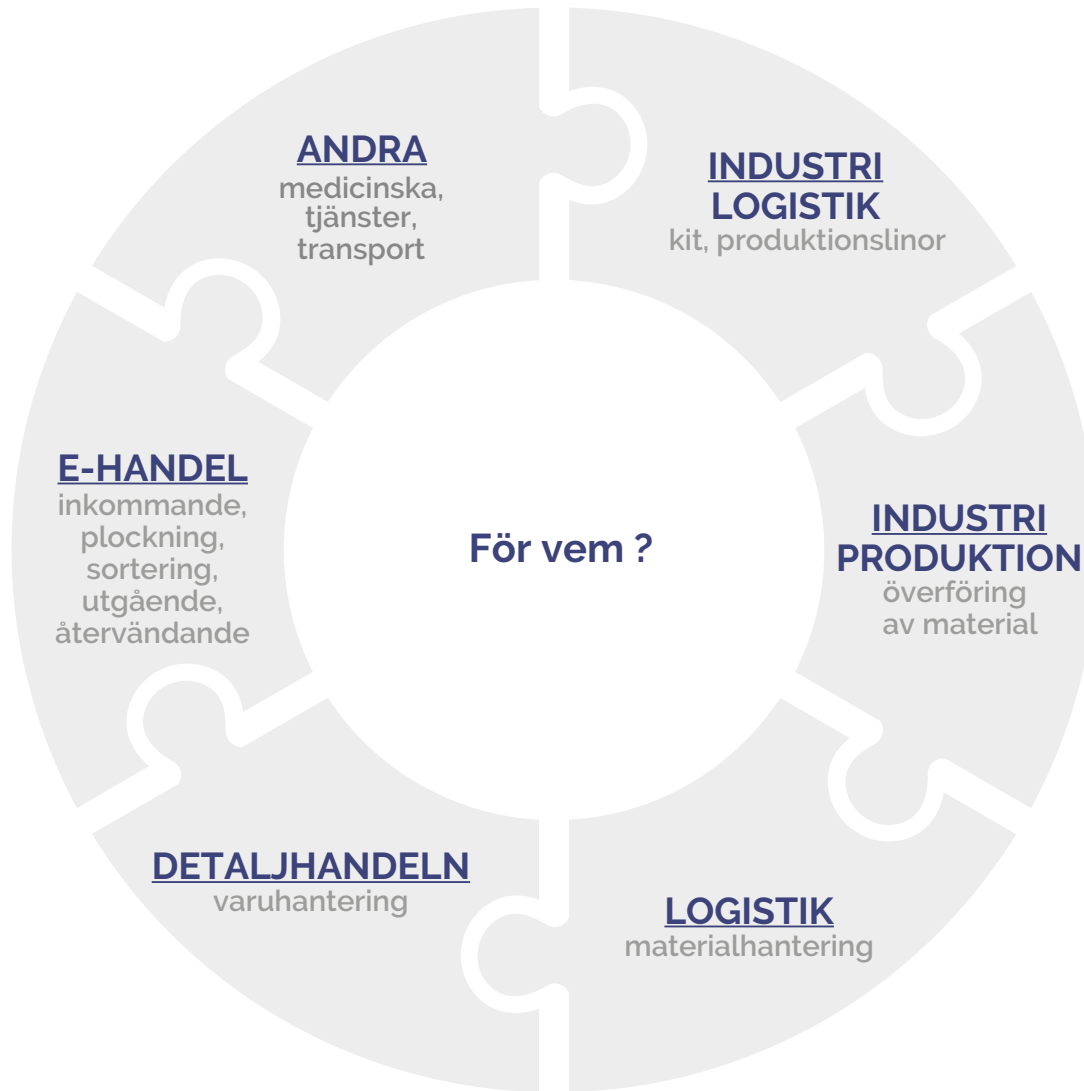 ANDRA
medicinska,
tjänster,
transport
INDUSTRI
LOGISTIK
kit, produktionslinor
E-HANDEL
inkommande,
plockning,
sortering,
utgående,
återvändande
För vem ?
INDUSTRI
PRODUKTION
överföring
av material
DETALJHANDELN
varuhantering
LOGISTIK
materialhantering